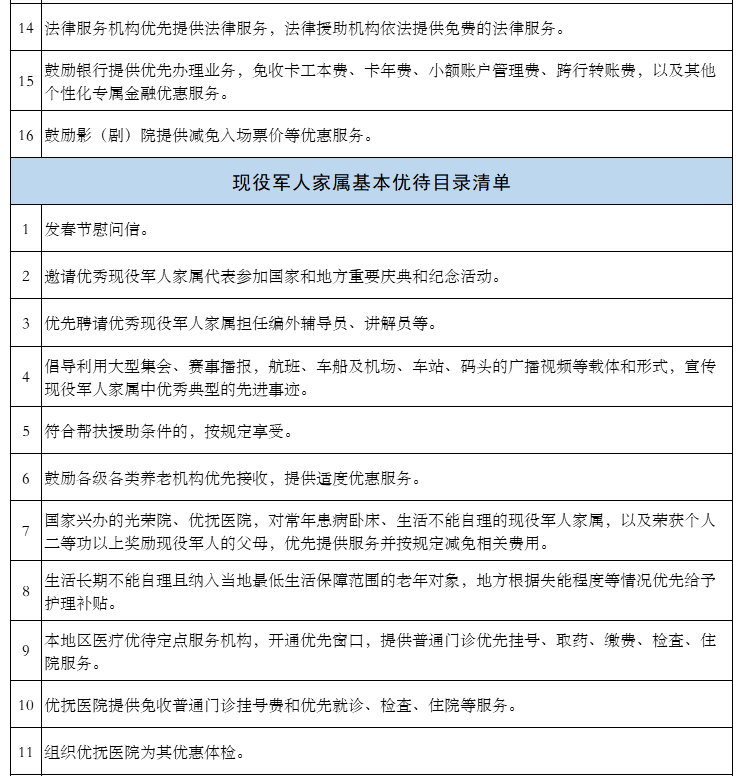 14 法律服务机构优先提供法律服务，法律援助机构依法提供免费的法律服务。
15 鼓励银行提供优先办理业务，免收卡工本费、卡年费、小额账户管理费、跨行转账费，以及其他
个性化专属金融优惠服务。
16 鼓励影（剧）院提供减免入场票价等优惠服务。
现役军人家属基本优待目录清单
1 发春节慰问信。
2 邀请优秀现役军人家属代表参加国家和地方重要庆典和纪念活动。
3 优先聘请优秀现役军人家属担任编外辅导员、讲解员等。
4 倡导利用大型集会、赛事播报，航班、车船及机场、车站、码头的广播视频等载体和形式，宣传
现役军人家属中优秀典型的先进事迹。
5 符合帮扶援助条件的，按规定享受。
6 鼓励各级各类养老机构优先接收，提供适度优惠服务。
7 国家兴办的光荣院、优抚医院，对常年患病卧床、生活不能自理的现役军人家属，以及荣获个人
二等功以上奖励现役军人的父母，优先提供服务并按规定减免相关费用。
8 生活长期不能自理且纳入当地最低生活保障范围的老年对象，地方根据失能程度等情况优先给予
护理补贴。
9 本地区医疗优待定点服务机构，开通优先窗口，提供普通门诊优先挂号、取药、缴费、检查、住
院服务。
10 优抚医院提供免收普通门诊挂号费和优先就诊、检查、住院等服务。
11 组织优抚医院为其优惠体检。